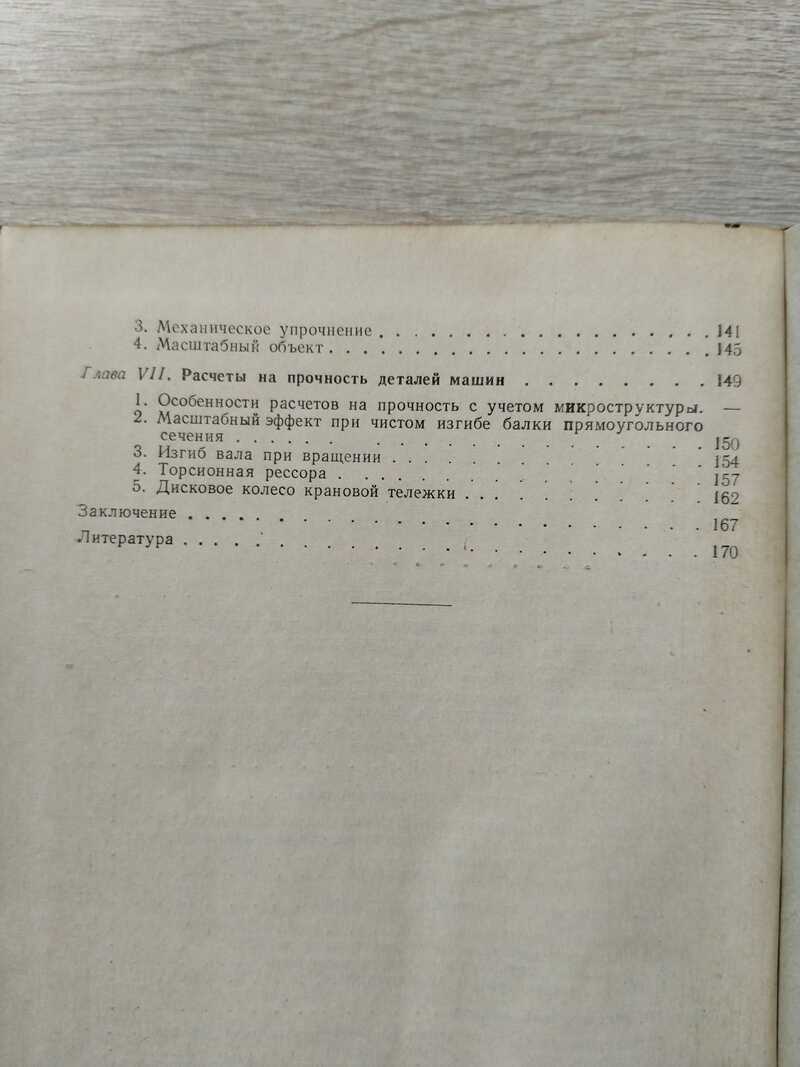 3. Механическое упрочнение . . . . . . . . . . . . . . . . . . . . 141
4. Масштабный объект . . . . . . . . . . . . . . . . . . . . . . . 145
Глава VII. Расчеты на прочность деталей машин . . . . . . . . 149
1. Особенности расчетов на прочность с учетом микроструктуры. —
2. Масштабный эффект при чистом изгибе балки прямоугольного
сечения . . . . . . . . . . . . . . . . . . . . . . . . . . 150
3. Изгиб вала при вращении . . . . . . . . . . . . . . . . . . . 154
4. Торсионная рессора . . . . . . . . . . . . . . . . . . . . . . 157
5. Дисковое колесо крановой тележки . . . . . . . . . . . . . . 162
Заключение . . . . . . . . . . . . . . . . . . . . . . . . . . . 167
Литература . . . . . . . . . . . . . . . . . . . . . . . . . . . 170